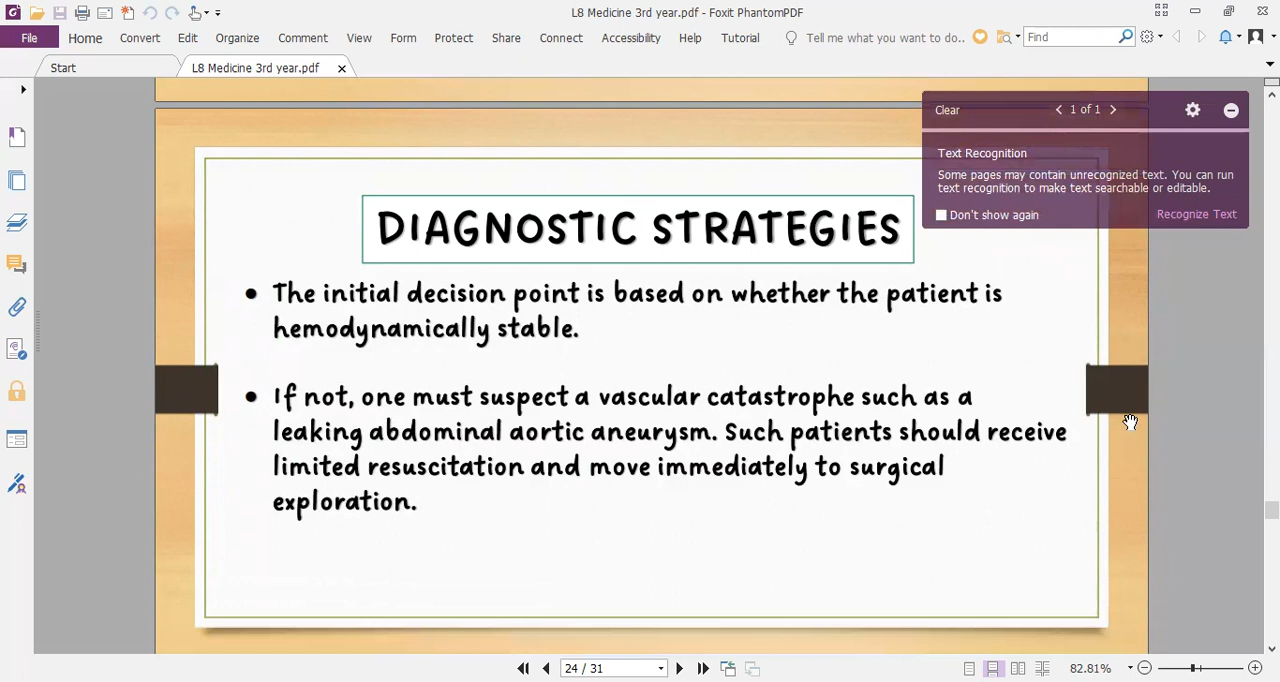 L8 Medicine 3rd year.pdf - Foxit PhantomPDF
File Home Convert Edit Organize Comment View Form Protect Share Connect Accessibility Help Tutorial Tell me what you want to do.. Find
Start L8 Medicine 3rd year.pdf
Clear 1 of 1
Text Recognition
Some pages may contain unrecognized text. You can run
text recognition to make text searchable or editable.
Don't show again Recognize Text
DIAGNOSTIC STRATEGIES
• The initial decision point is based on whether the patient is
hemodynamically stable.
• If not, one must suspect a vascular catastrophe such as a
leaking abdominal aortic aneurysm. Such patients should receive
limited resuscitation and move immediately to surgical
exploration.
24 / 31 82.81%